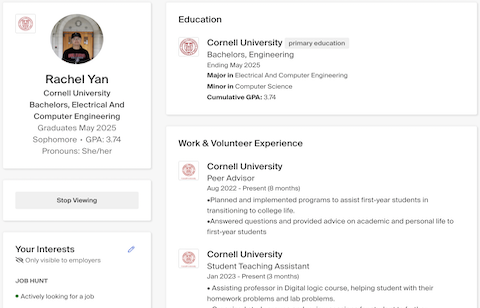 Rachel Yan
Cornell University
Bachelors, Electrical And
Computer Engineering
Graduates May 2025
Sophomore • GPA: 3.74
Pronouns: She/her
Stop Viewing
Your Interests
Only visible to employers
JOB HUNT
Actively looking for a job
Education
Cornell University primary education
Bachelors, Engineering
Ending May 2025
Major in Electrical And Computer Engineering
Minor in Computer Science
Cumulative GPA: 3.74
Work & Volunteer Experience
Cornell University
Peer Advisor
Aug 2022 - Present (8 months)
•Planned and implemented programs to assist first-year students in
transitioning to college life.
•Answered questions and provided advice on academic and personal life to
first-year students
Cornell University
Student Teaching Assistant
Jan 2023 - Present (3 months)
• Assisting professor in Digital logic course, helping student with their
homework problems and lab problems.